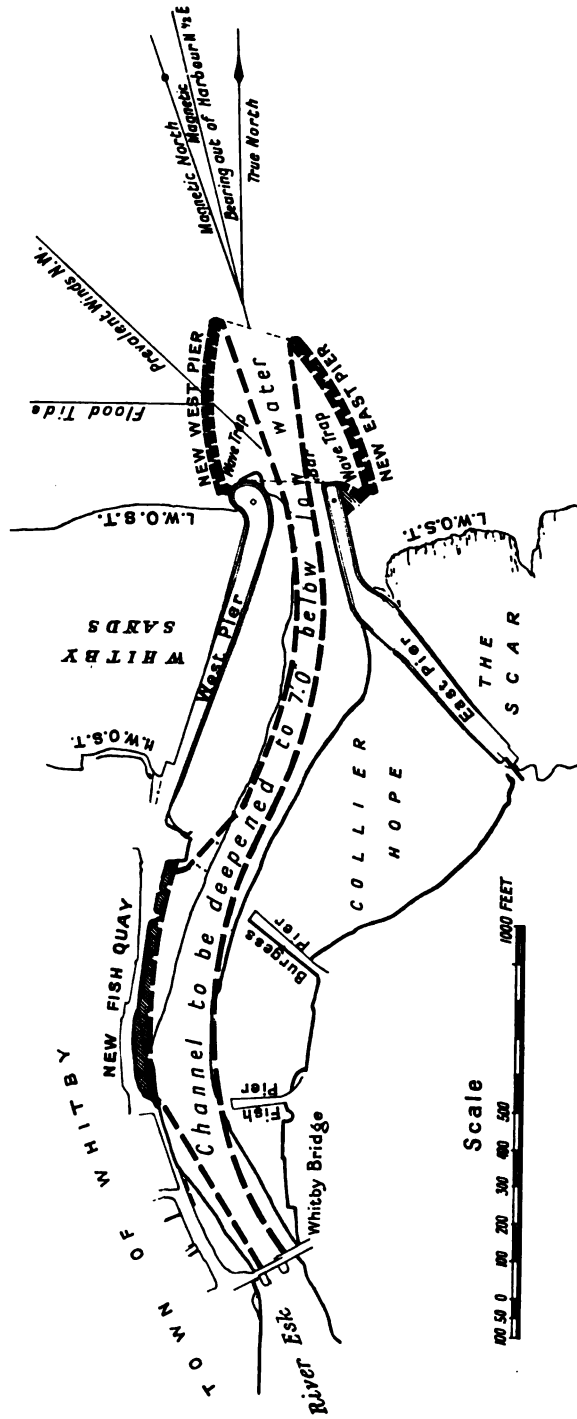 Magnetic North
Magnetic
Bearing out of Harbour N ½ E
True North
Prevalent Winds N.W.
Flood Tide
NEW WEST PIER
Wave Trap
water
Wave Trap
NEW EAST PIER
L.W.O.S.T.
WHITBY
SANDS
H.W.O.S.T.
West Pier
Channel to be deepened to 7.0 below low water
Bar
East Pier
L.W.O.S.T.
THE
SCAR
COLLIER
HOPE
NEW FISH QUAY
TOWN OF WHITBY
Burgess
Pier
Fish
Pier
Whitby Bridge
River Esk
Scale
100 50 0 100 200 300 400 500 1000 FEET